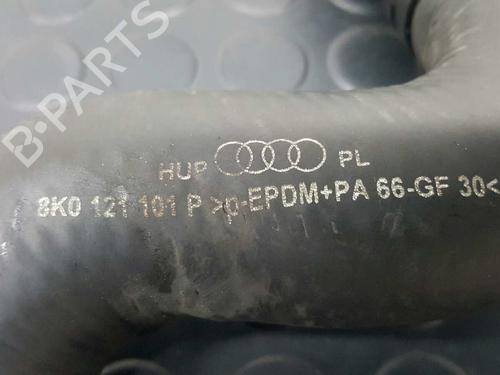 B-PARTS
HUP PL
8K0 121 101 P >p-EPDM+PA 66-GF 30<